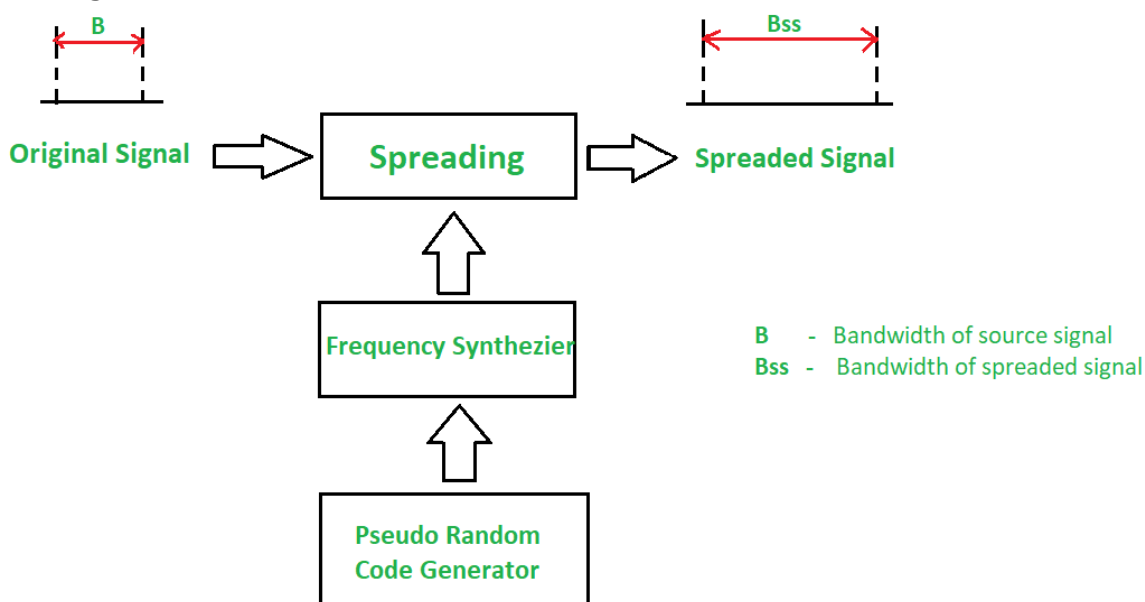 B
Bss
Original Signal
Spreading
Spreaded Signal
Frequency Synthezier
B - Bandwidth of source signal
Bss - Bandwidth of spreaded signal
Pseudo Random
Code Generator